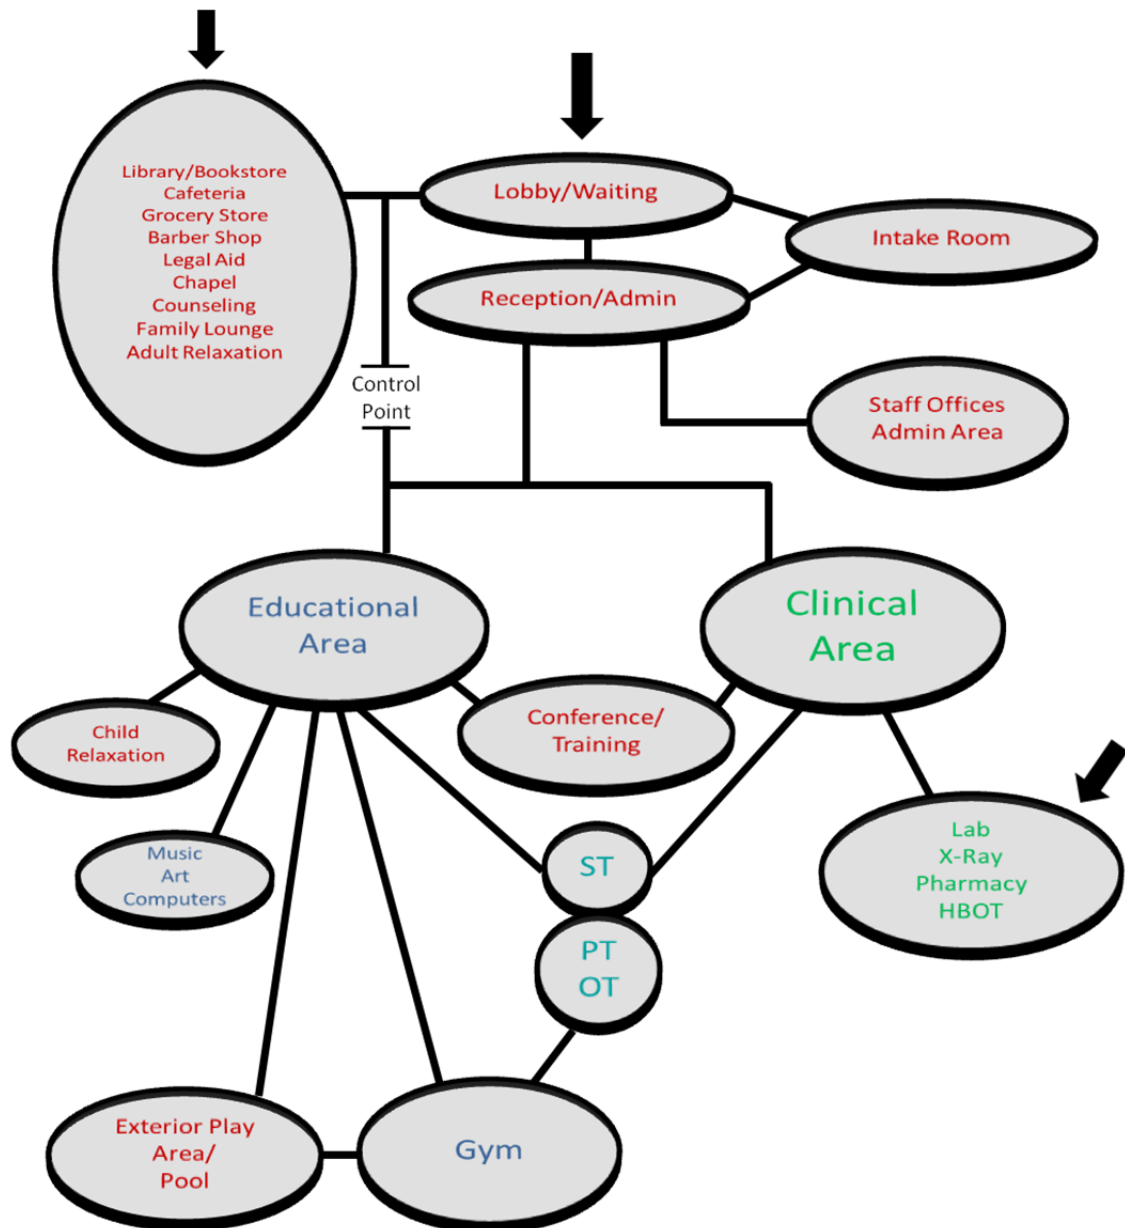 Library/Bookstore
Cafeteria
Grocery Store
Barber Shop
Legal Aid
Chapel
Counseling
Family Lounge
Adult Relaxation
Lobby/Waiting
Intake Room
Reception/Admin
Control
Point
Staff Offices
Admin Area
Educational
Area
Clinical
Area
Child
Relaxation
Conference/
Training
Music
Art
Computers
ST
PT
OT
Lab
X-Ray
Pharmacy
HBOT
Exterior Play
Area/
Pool
Gym